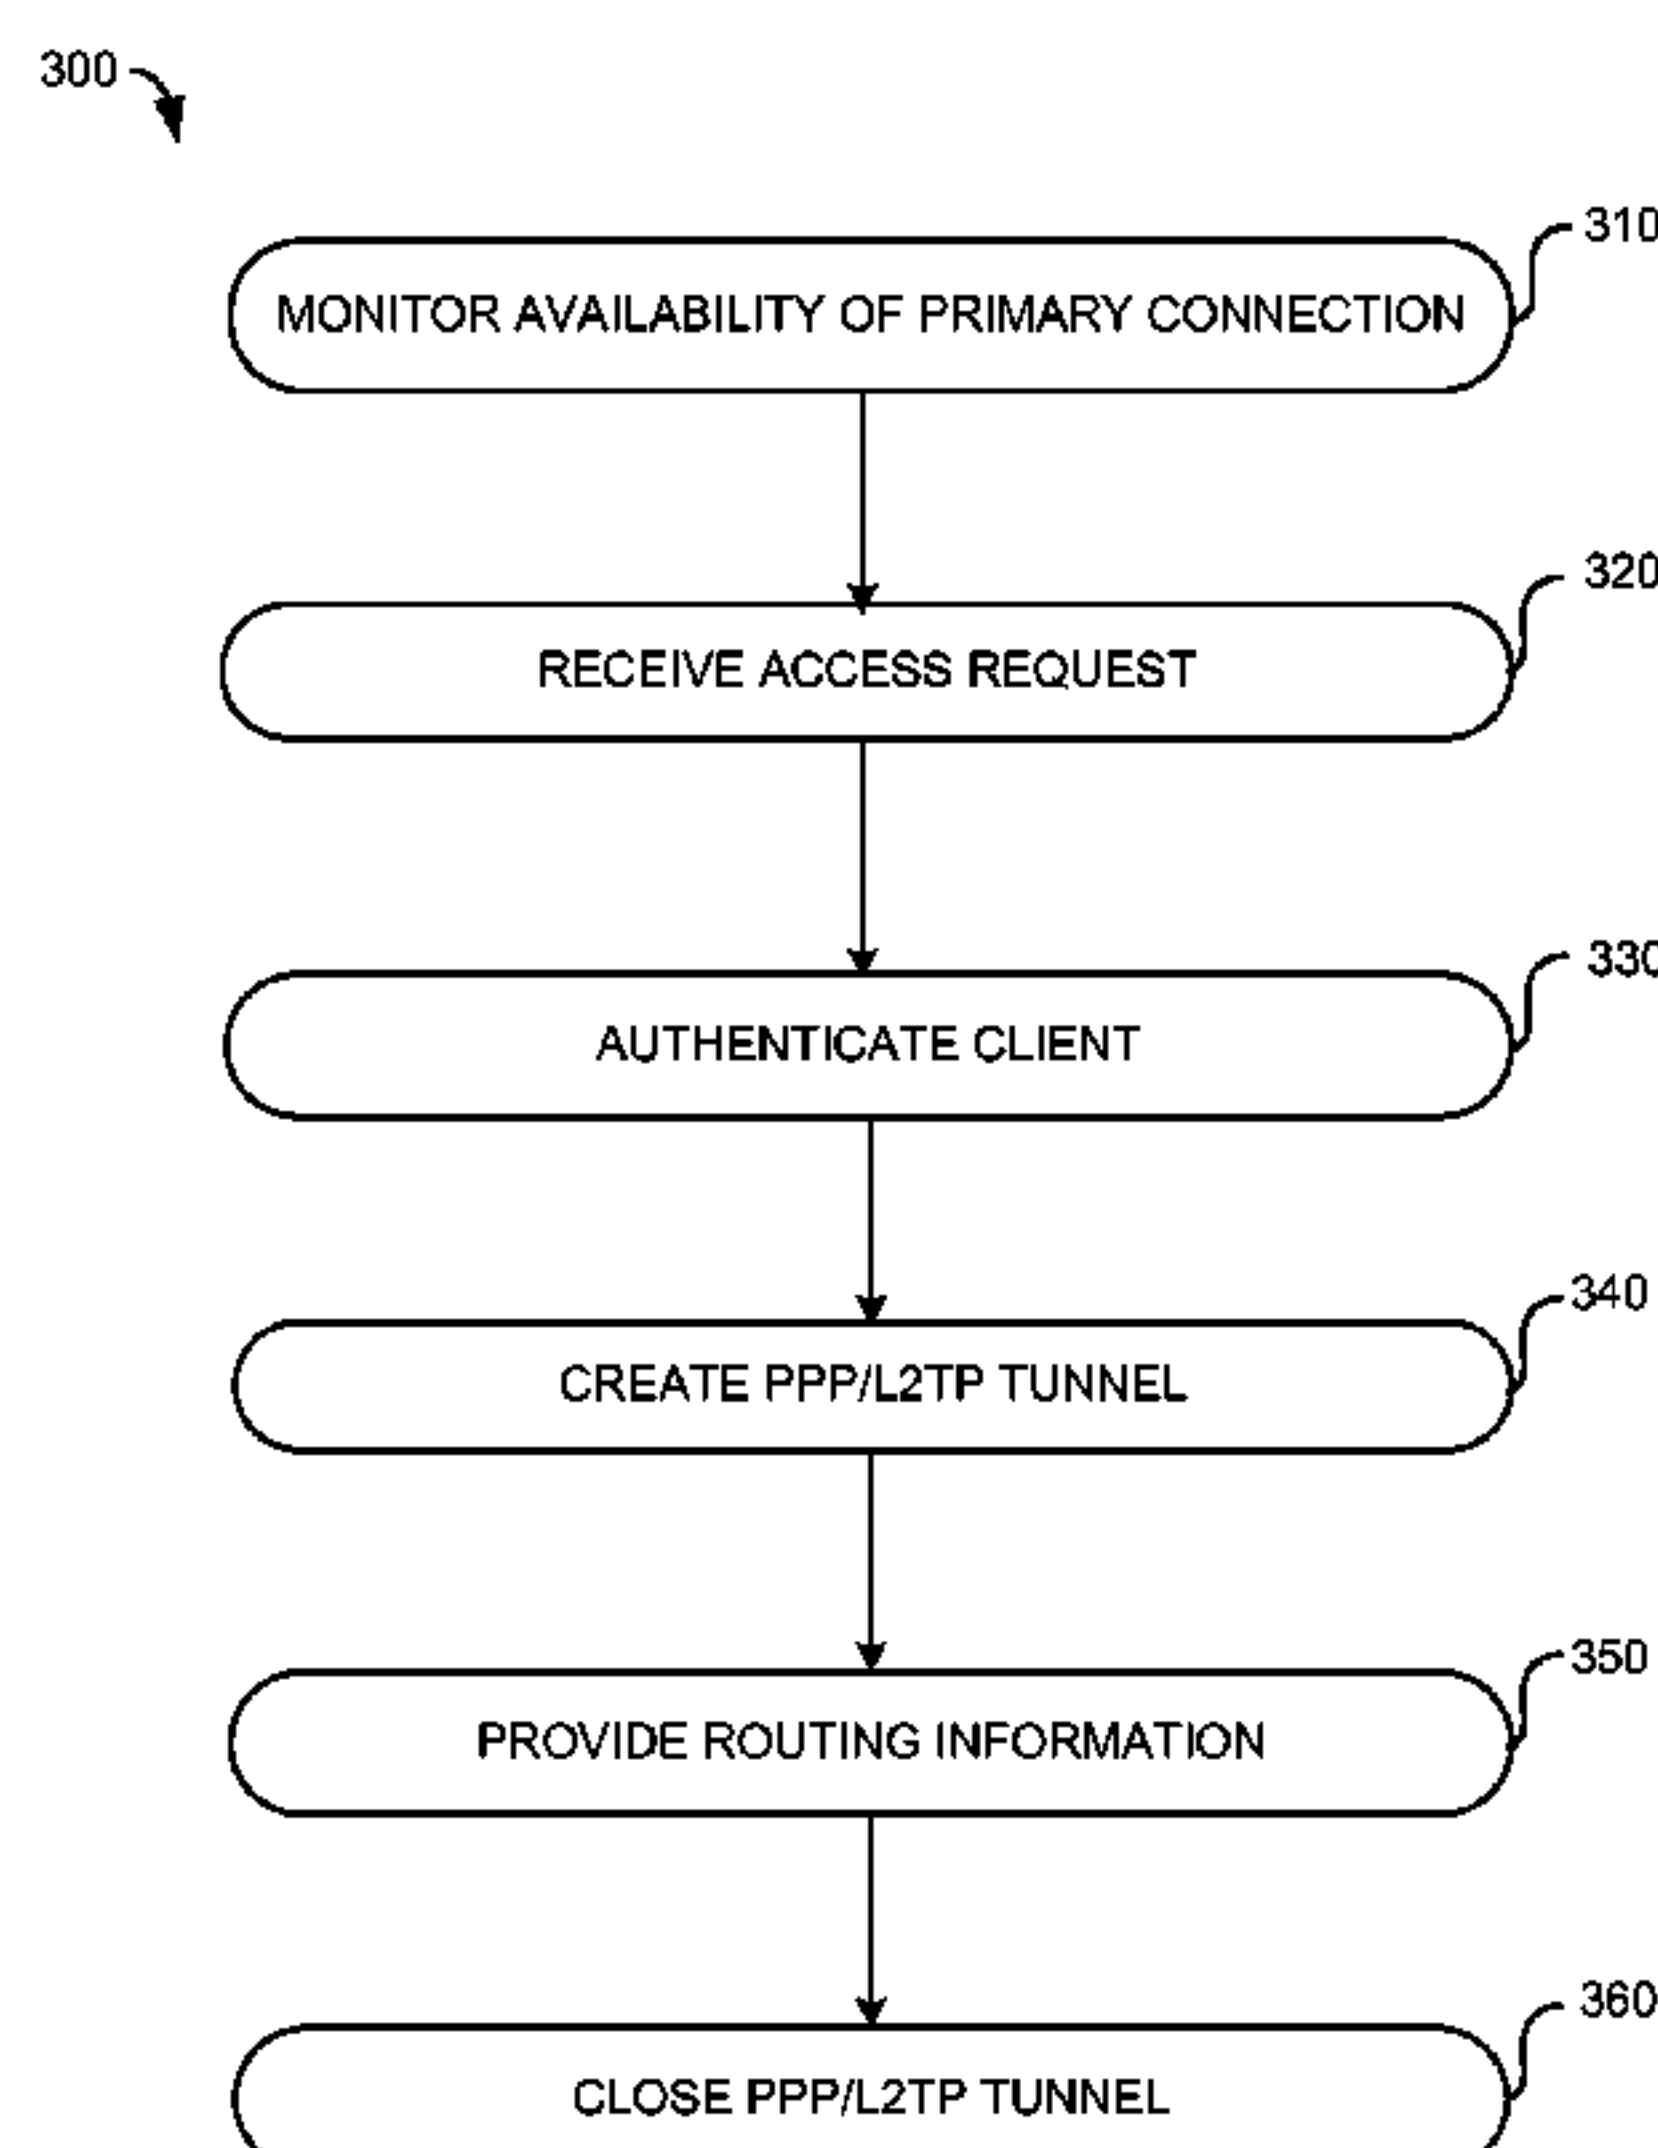 300
310
MONITOR AVAILABILITY OF PRIMARY CONNECTION
320
RECEIVE ACCESS REQUEST
330
AUTHENTICATE CLIENT
340
CREATE PPP/L2TP TUNNEL
350
PROVIDE ROUTING INFORMATION
360
CLOSE PPP/L2TP TUNNEL